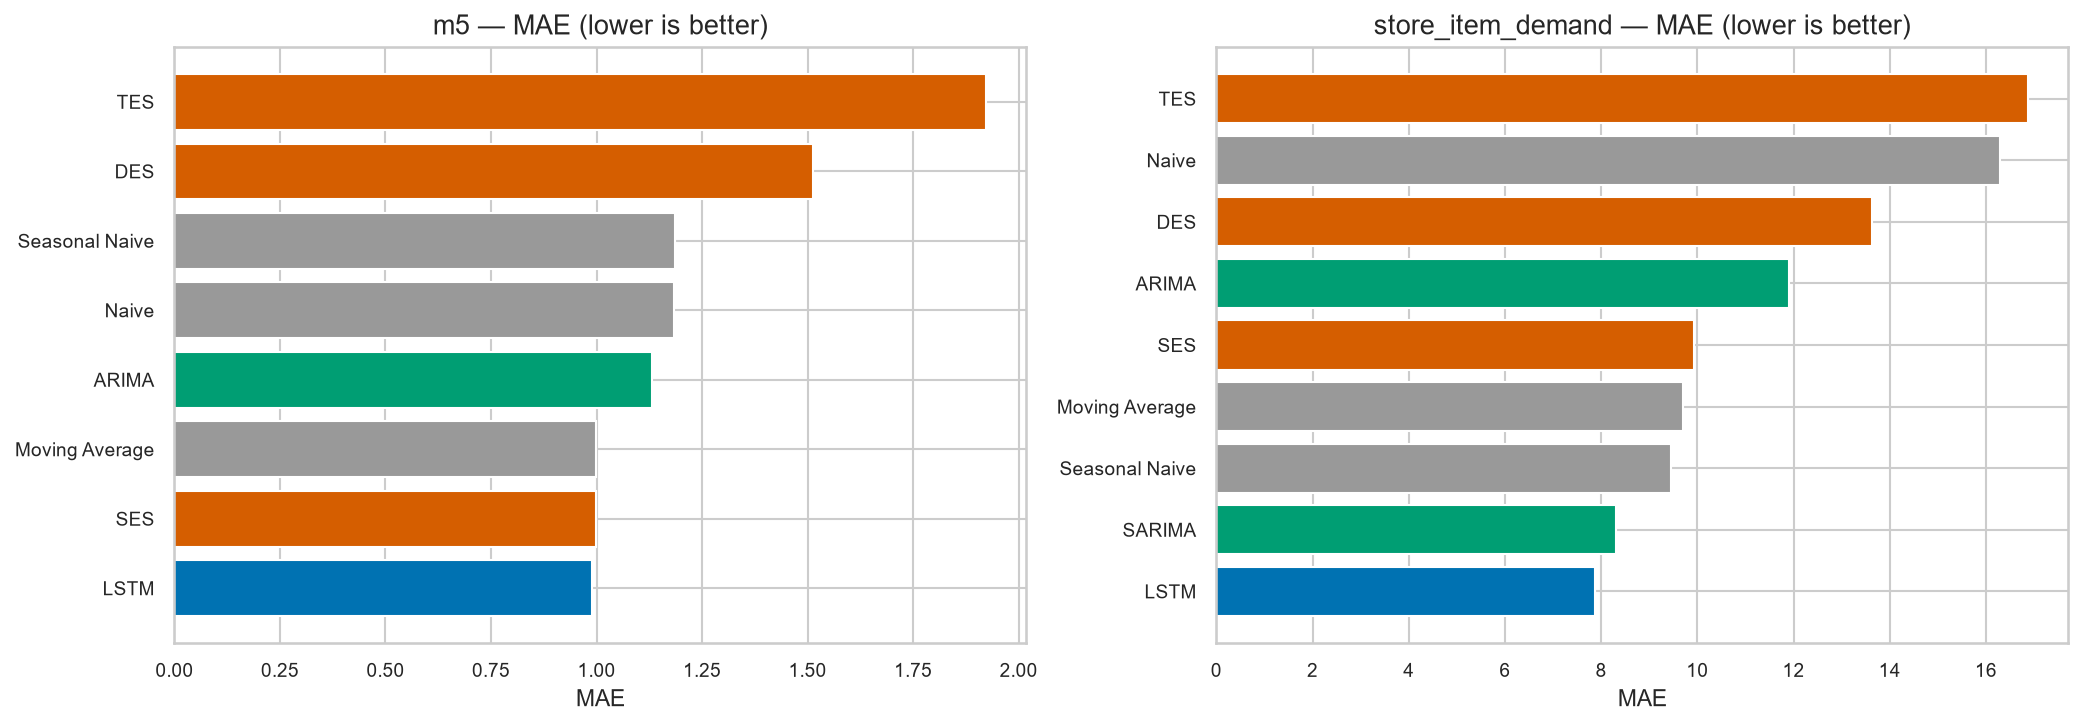 m5 — MAE (lower is better)
TES
DES
Seasonal Naive
Naive
ARIMA
Moving Average
SES
LSTM
0.00 0.25 0.50 0.75 1.00 1.25 1.50 1.75 2.00
MAE
store_item_demand — MAE (lower is better)
TES
Naive
DES
ARIMA
SES
Moving Average
Seasonal Naive
SARIMA
LSTM
0 2 4 6 8 10 12 14 16
MAE